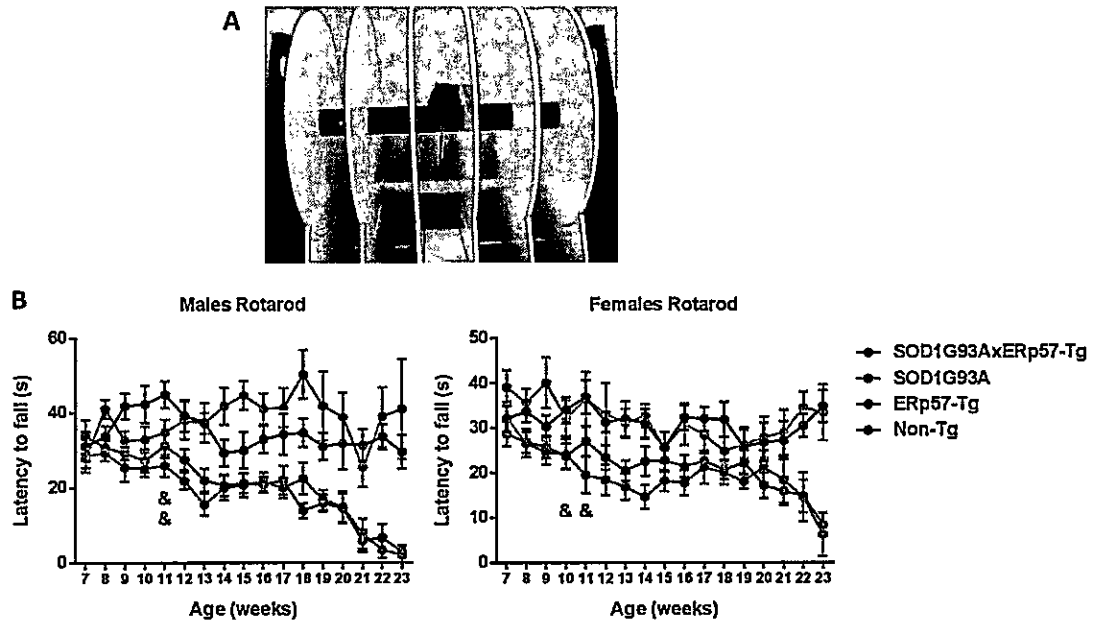 A
B
Males Rotarod
60
40
20
0
Latency to fall (s)
&
&
7 8 9 10 11 12 13 14 15 16 17 18 19 20 21 22 23
Age (weeks)
Females Rotarod
50
40
30
20
10
0
Latency to fall (s)
& &
7 8 9 10 11 12 13 14 15 16 17 18 19 20 21 22 23
Age (weeks)
SOD1G93AxERp57-Tg
SOD1G93A
ERp57-Tg
Non-Tg